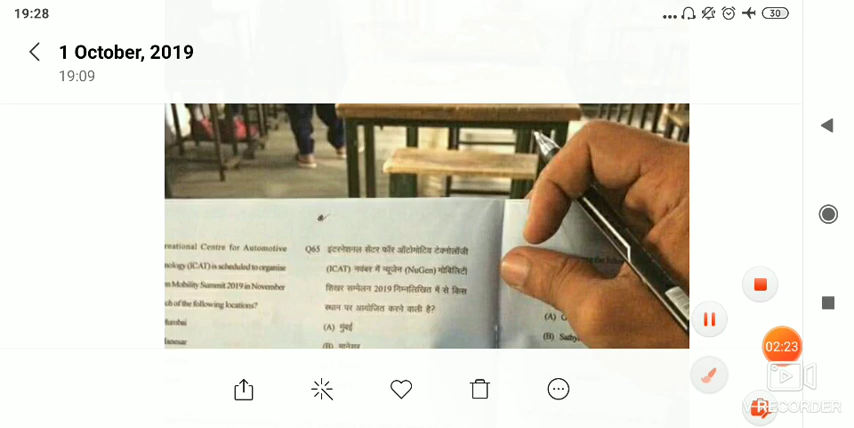 19:28
30
1 October, 2019
19:09
rnational Centre for Automotive
nology (ICAT) is scheduled to organise
n Mobility Summit 2019 in November
ch of the following locations?
Mumbai
Manesar
Q65 इंटरनेशनल सेंटर फॉर ऑटोमोटिव टेक्नोलॉजी
(ICAT) नवंबर में न्यूजेन (NuGen) मोबिलिटी
शिखर सम्मेलन 2019 निम्नलिखित में से किस
स्थान पर आयोजित करने वाली है?
(A) मुंबई
(B) मानेसर
(A)
(B)
02:23
V RECORDER